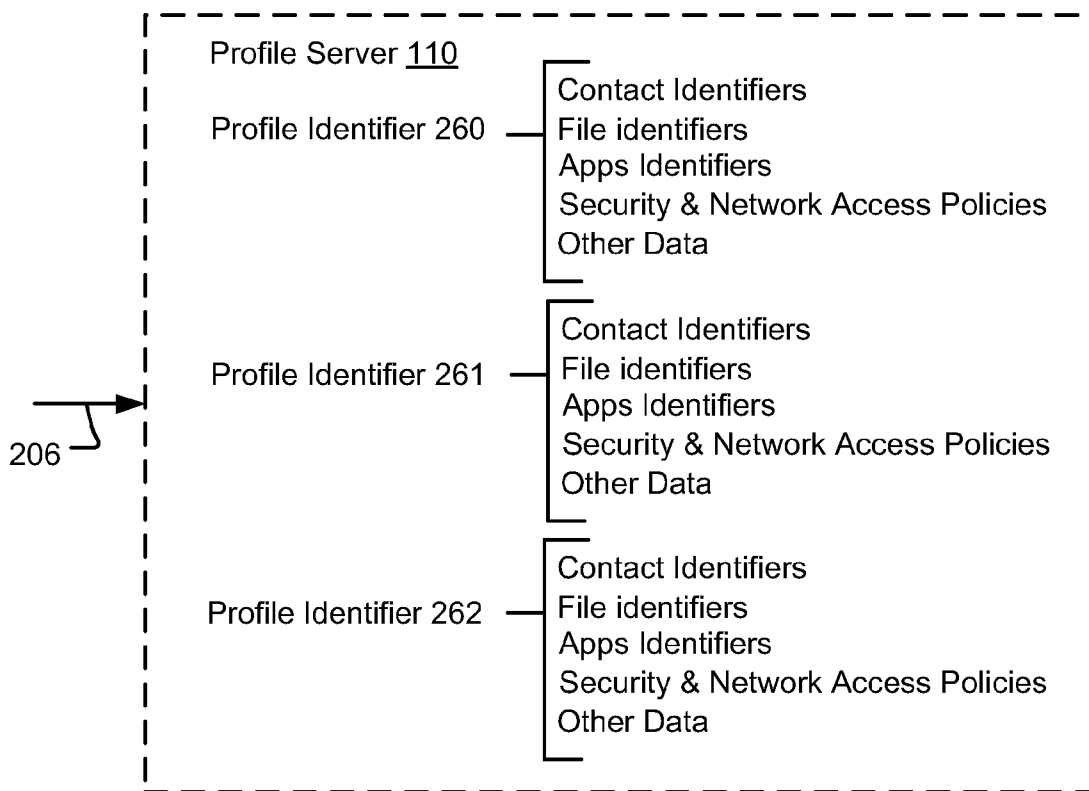 Profile Server 110
Profile Identifier 260
Contact Identifiers
File identifiers
Apps Identifiers
Security & Network Access Policies
Other Data
Profile Identifier 261
Contact Identifiers
File identifiers
Apps Identifiers
Security & Network Access Policies
Other Data
206
Profile Identifier 262
Contact Identifiers
File identifiers
Apps Identifiers
Security & Network Access Policies
Other Data